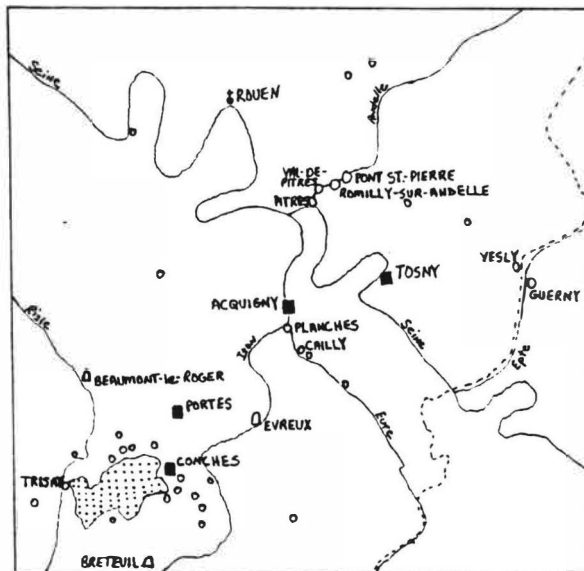 Seine
ROUEN
Andelle
VAL-DE-
PITRES
PONT ST.-PIERRE
ROMILLY-SUR-ANDELLE
PITRES
YESLY
TOSNY
GUERNY
ACQUIGNY
Risle
PLANCHES
Seine
Iton
CAILLY
Epte
BEAUMONT-le-ROGER
PORTES
EVREUX
Eure
CONCHES
BRETEUIL